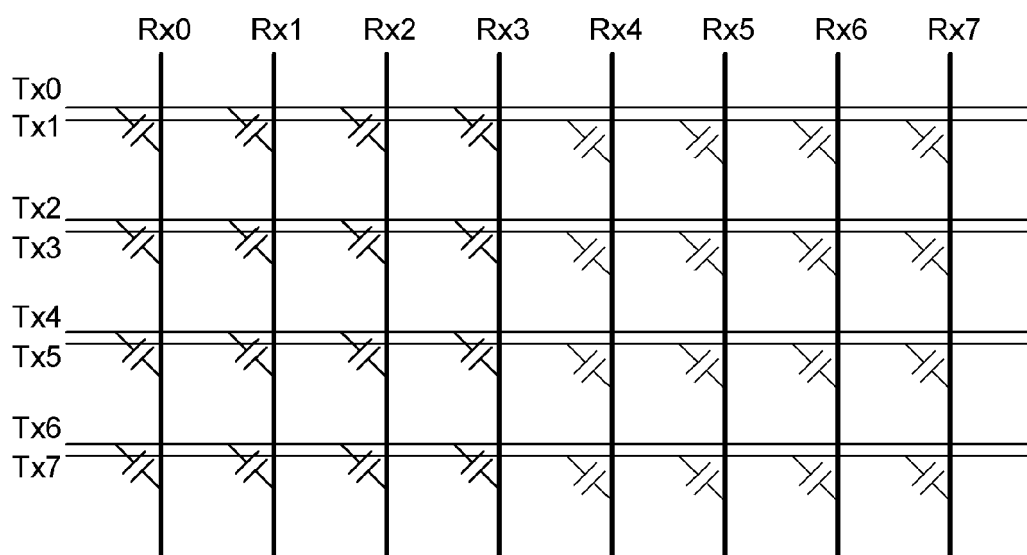 Rx0 Rx1 Rx2 Rx3 Rx4 Rx5 Rx6 Rx7
Tx0
Tx1
Tx2
Tx3
Tx4
Tx5
Tx6
Tx7